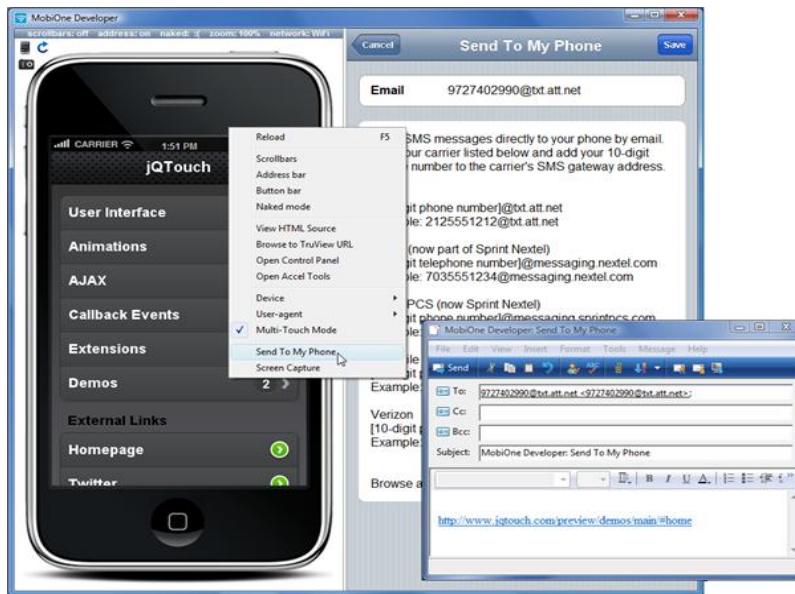 MobiOne Developer
scrollbars: off address: on naked: :( zoom: 100% network: WiFi
CARRIER 1:51 PM
jQTouch
User Interface
Animations
AJAX
Callback Events
Extensions
Demos 2
External Links
Homepage
Twitter
Reload F5
Scrollbars
Address bar
Button bar
Naked mode
View HTML Source
Browse to TruView URL
Open Control Panel
Open Accel Tools
Device
User-agent
Multi-Touch Mode
Send To My Phone
Screen Capture
Cancel Send To My Phone Save
Email 9727402990@txt.att.net
SMS messages directly to your phone by email.
our carrier listed below and add your 10-digit
number to the carrier's SMS gateway address.
git phone number]@txt.att.net
ple: 2125551212@txt.att.net
(now part of Sprint Nextel)
git telephone number]@messaging.nextel.com
ple: 7035551234@messaging.nextel.com
PCS (now Sprint Nextel)
git phone number]@messaging.sprintpcs.com
Example:
Verizon
[10-digit p
Example:
Browse a
MobiOne Developer: Send To My Phone
File Edit View Insert Format Tools Message Help
Send
To: 9727402990@txt.att.net <9727402990@txt.att.net>;
Cc:
Bcc:
Subject: MobiOne Developer: Send To My Phone
B I U A
http://www.jqtouch.com/preview/demos/main/#home